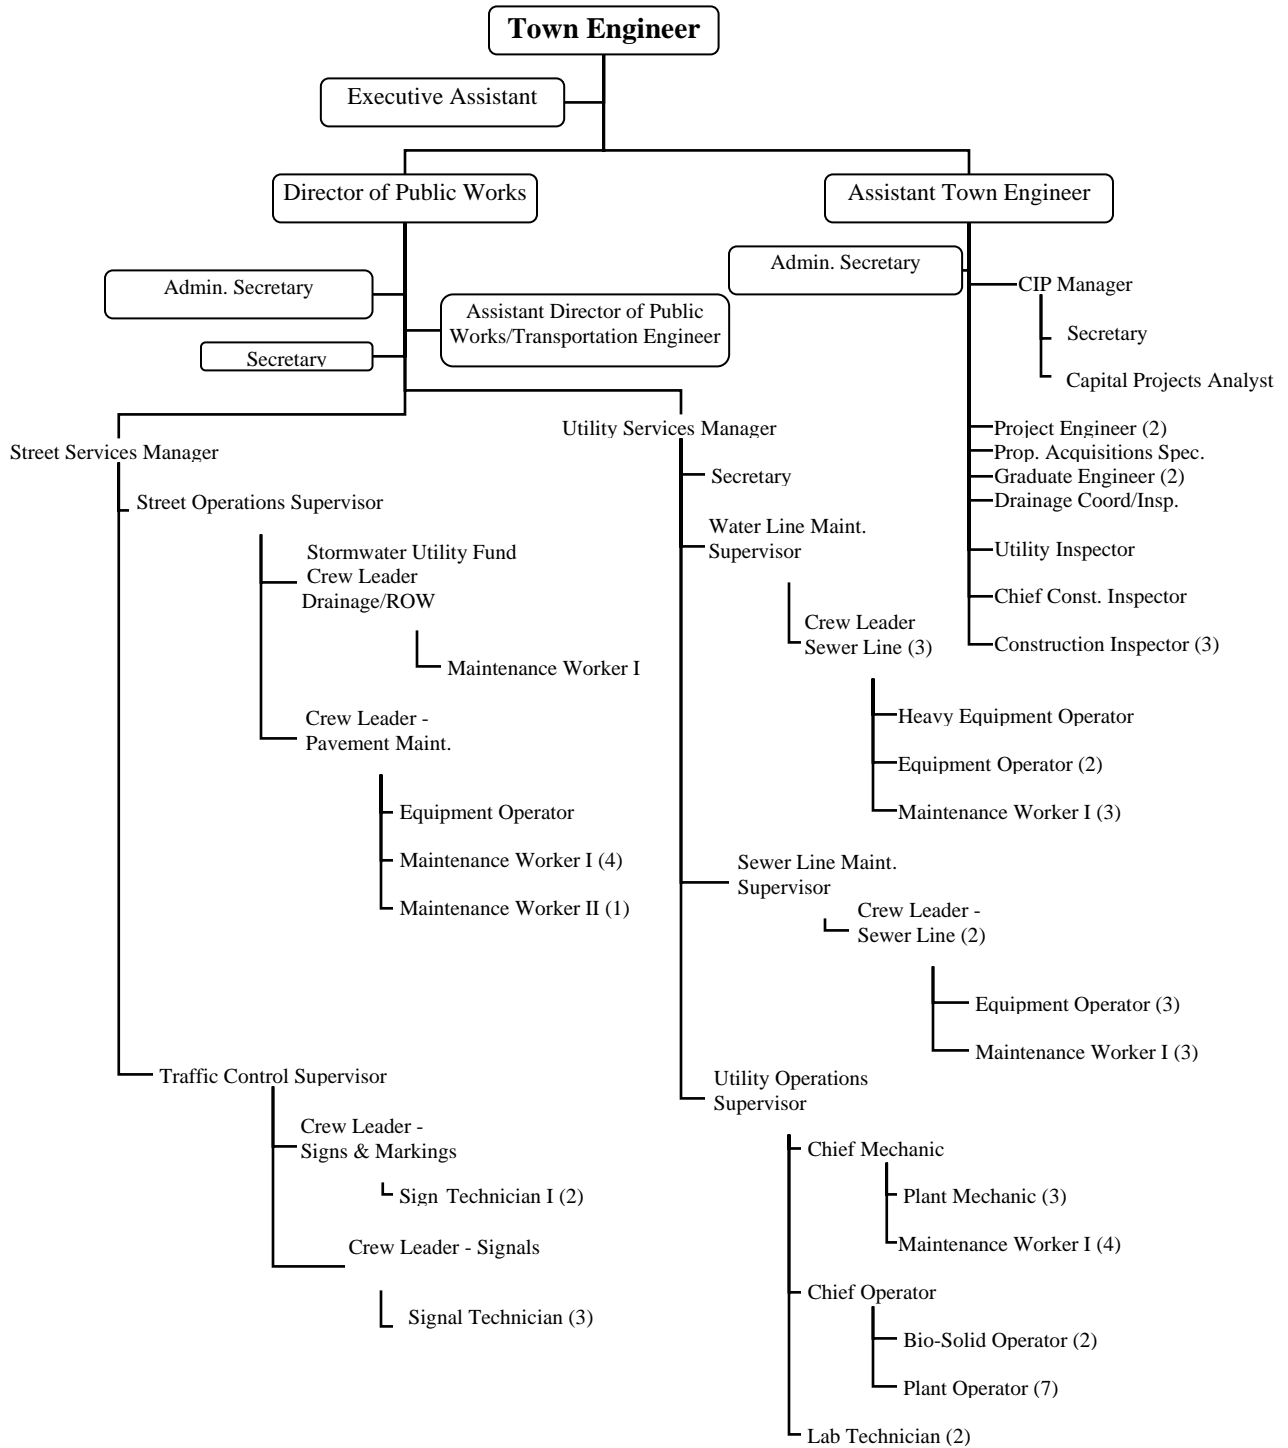 Town Engineer
Executive Assistant
Director of Public Works
Assistant Town Engineer
Admin. Secretary
Assistant Director of Public
Works/Transportation Engineer
Secretary
Admin. Secretary
CIP Manager
Secretary
Capital Projects Analyst
Project Engineer (2)
Prop. Acquisitions Spec.
Graduate Engineer (2)
Drainage Coord/Insp.
Utility Inspector
Chief Const. Inspector
Construction Inspector (3)
Street Services Manager
Street Operations Supervisor
Stormwater Utility Fund
Crew Leader
Drainage/ROW
Maintenance Worker I
Crew Leader -
Pavement Maint.
Equipment Operator
Maintenance Worker I (4)
Maintenance Worker II (1)
Traffic Control Supervisor
Crew Leader -
Signs & Markings
Sign Technician I (2)
Crew Leader - Signals
Signal Technician (3)
Utility Services Manager
Secretary
Water Line Maint.
Supervisor
Crew Leader
Sewer Line (3)
Heavy Equipment Operator
Equipment Operator (2)
Maintenance Worker I (3)
Sewer Line Maint.
Supervisor
Crew Leader -
Sewer Line (2)
Equipment Operator (3)
Maintenance Worker I (3)
Utility Operations
Supervisor
Chief Mechanic
Plant Mechanic (3)
Maintenance Worker I (4)
Chief Operator
Bio-Solid Operator (2)
Plant Operator (7)
Lab Technician (2)